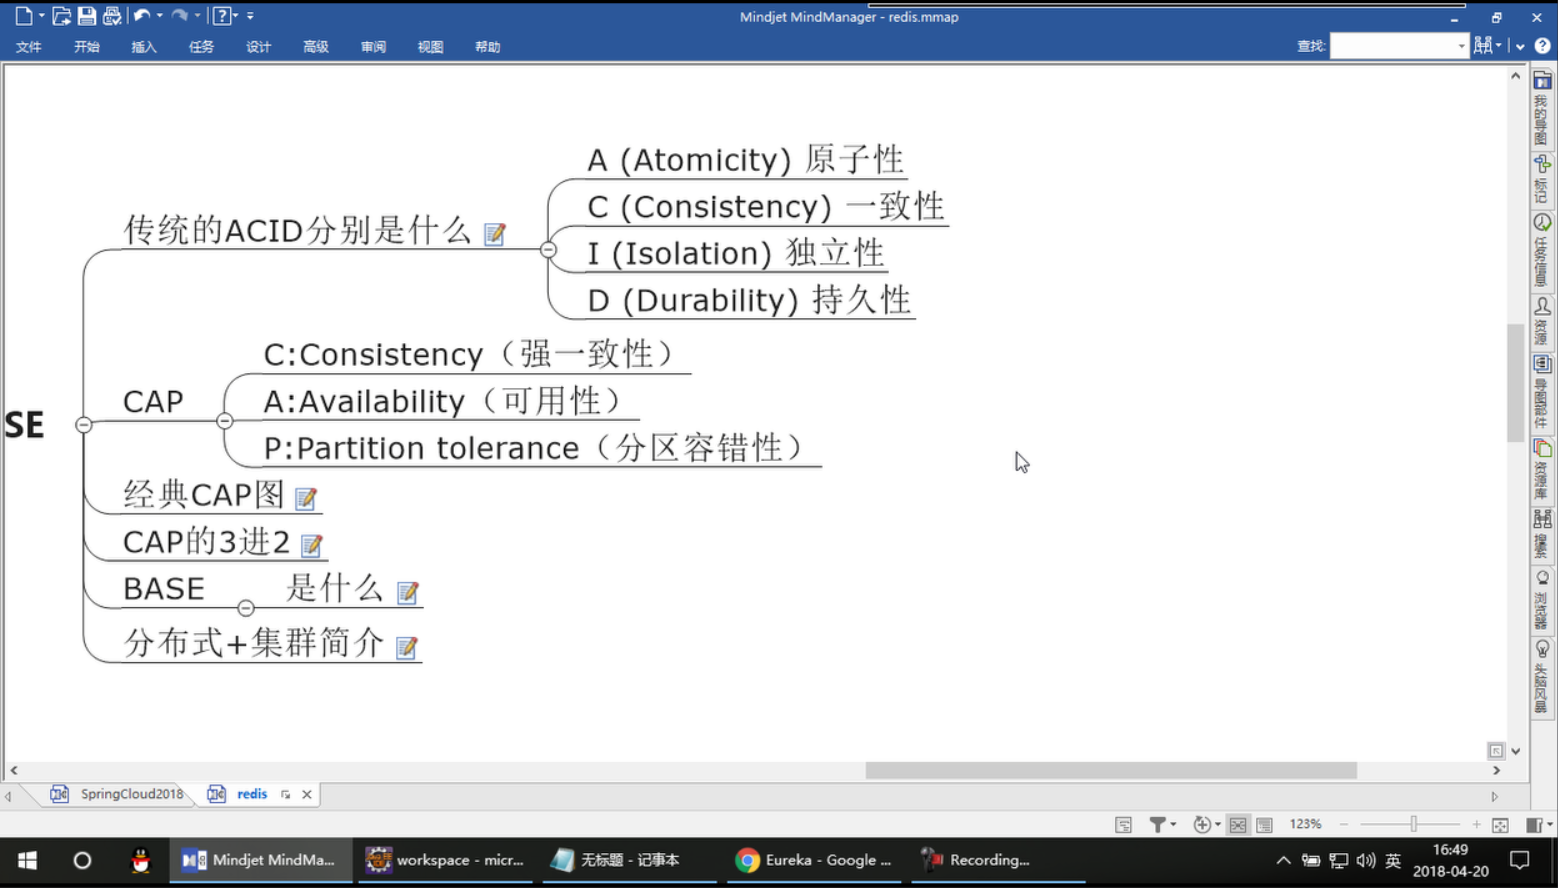 Mindjet MindManager - redis.mmap
文件 开始 插入 任务 设计 高级 审阅 视图 帮助 查找:
A (Atomicity) 原子性
传统的ACID分别是什么
C (Consistency) 一致性
I (Isolation) 独立性
D (Durability) 持久性
C:Consistency（强一致性）
CAP
A:Availability（可用性）
P:Partition tolerance（分区容错性）
SE
经典CAP图
CAP的3进2
BASE 是什么
分布式+集群简介
我的导图
标记
任务信息
资源
导图部件
资源库
搜索
浏览器
头脑风暴
SpringCloud2018 redis
123%
Mindjet MindMa... workspace - micr... 无标题 - 记事本 Eureka - Google ... Recording... 英 16:49
2018-04-20